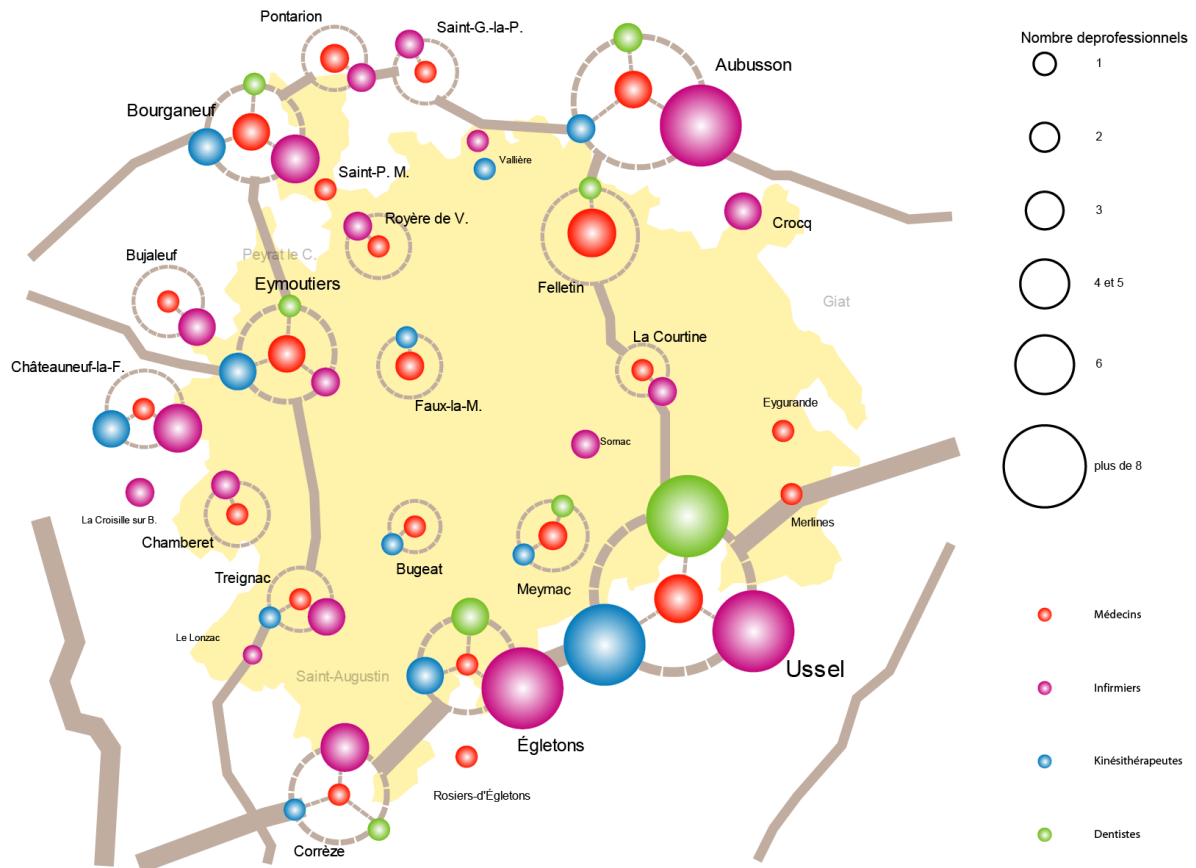 Pontarion
Saint-G.-la-P.
Aubusson
Bourganeuf
Vallière
Saint-P. M.
Royère de V.
Crocq
Peyrat le C.
Bujaleuf
Eymoutiers
Felletin
Giat
La Courtine
Châteauneuf-la-F.
Faux-la-M.
Eygurande
Sornac
La Croisille sur B.
Merlines
Chamberet
Bugeat
Meymac
Treignac
Le Lonzac
Saint-Augustin
Ussel
Égletons
Rosiers-d'Égletons
Corrèze
Nombre deprofessionnels
1
2
3
4 et 5
6
plus de 8
Médecins
Infirmiers
Kinésithérapeutes
Dentistes